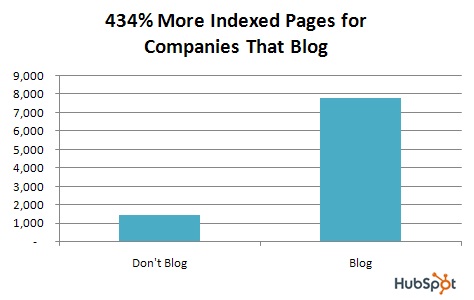 434% More Indexed Pages for
Companies That Blog
9,000
8,000
7,000
6,000
5,000
4,000
3,000
2,000
1,000
-
Don't Blog Blog
HubSpot